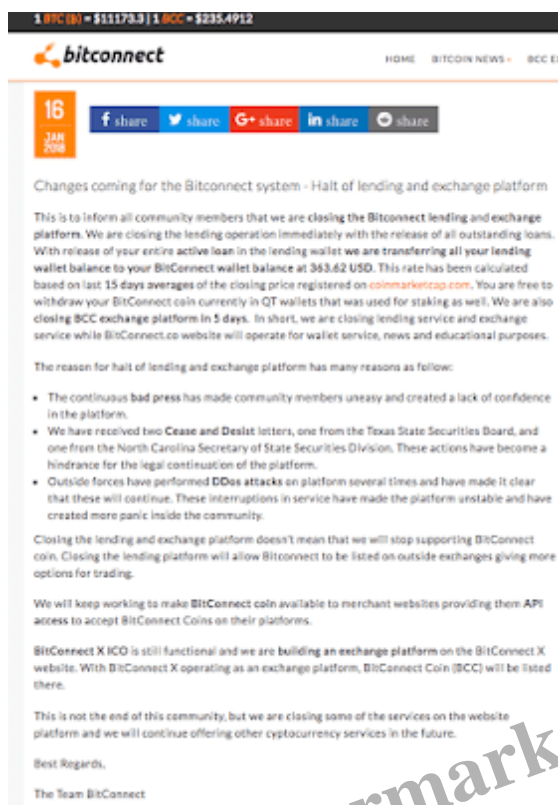 1 BTC (฿) = $11173.3 | 1 BCC = $235.4912
bitconnect
HOME BITCOIN NEWS BCC E
16
JAN
2018
f share share G+ share in share share
Changes coming for the Bitconnect system - Halt of lending and exchange platform
This is to inform all community members that we are closing the Bitconnect lending and exchange
platform. We are closing the lending operation immediately with the release of all outstanding loans.
With release of your entire active loan in the lending wallet we are transferring all your lending
wallet balance to your BitConnect wallet balance at 363.62 USD. This rate has been calculated
based on last 15 days averages of the closing price registered on coinmarketcap.com. You are free to
withdraw your BitConnect coin currently in QT wallets that was used for staking as well. We are also
closing BCC exchange platform in 5 days. In short, we are closing lending service and exchange
service while BitConnect.co website will operate for wallet service, news and educational purposes.
The reason for halt of lending and exchange platform has many reasons as follow:
• The continuous bad press has made community members uneasy and created a lack of confidence
in the platform.
• We have received two Cease and Desist letters, one from the Texas State Securities Board, and
one from the North Carolina Secretary of State Securities Division. These actions have become a
hindrance for the legal continuation of the platform.
• Outside forces have performed DDos attacks on platform several times and have made it clear
that these will continue. These interruptions in service have made the platform unstable and have
created more panic inside the community.
Closing the lending and exchange platform doesn't mean that we will stop supporting BitConnect
coin. Closing the lending platform will allow Bitconnect to be listed on outside exchanges giving more
options for trading.
We will keep working to make BitConnect coin available to merchant websites providing them API
access to accept BitConnect Coins on their platforms.
BitConnect X ICO is still functional and we are building an exchange platform on the BitConnect X
website. With BitConnect X operating as an exchange platform, BitConnect Coin (BCC) will be listed
there.
This is not the end of this community, but we are closing some of the services on the website
platform and we will continue offering other cyptocurrency services in the future.
Best Regards,
The Team BitConnect